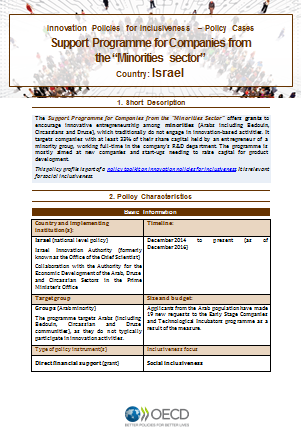 Innovation Policies for Inclusiveness – Policy Cases
Support Programme for Companies from
the “Minorities sector”
Country: Israel
1. Short Description
The Support Programme for Companies from the "Minorities Sector" offers grants to
encourage innovative entrepreneurship among minorities (Arabs including Bedouin,
Circassians and Druze), which traditionally do not engage in innovation-based activities. It
targets companies with at least 33% of their share capital held by an entrepreneur of a
minority group, working full-time in the company's R&D department. The programme is
mostly aimed at new companies and start-ups needing to raise capital for product
development.
This policy profile is part of a policy toolkit on innovation policies for inclusiveness. It is relevant
for social inclusiveness.
2. Policy Characteristics
Basic Information
Country and implementing
institution(s):
Timeline:
Israel (national level policy)
Israel Innovation Authority (formerly
known as the Office of the Chief Scientist)
Collaboration with the Authority for the
Economic Development of the Arab, Druze
and Circassian Sectors in the Prime
Minister's Office
December 2014 to present (as of
December 2016)
Target group
Size and budget:
Groups (Arab minority)
The programme targets Arabs (including
Bedouin, Circassian and Druze
communities), as they do not typically
participate in innovation activities.
Applicants from the Arab population have made
19 new requests to the Early Stage Companies
and Technological Incubators programme as a
result of the measure.
Type of policy instrument(s)
Inclusiveness focus
Direct financial support (grant)
Social inclusiveness
OECD
BETTER POLICIES FOR BETTER LIVES